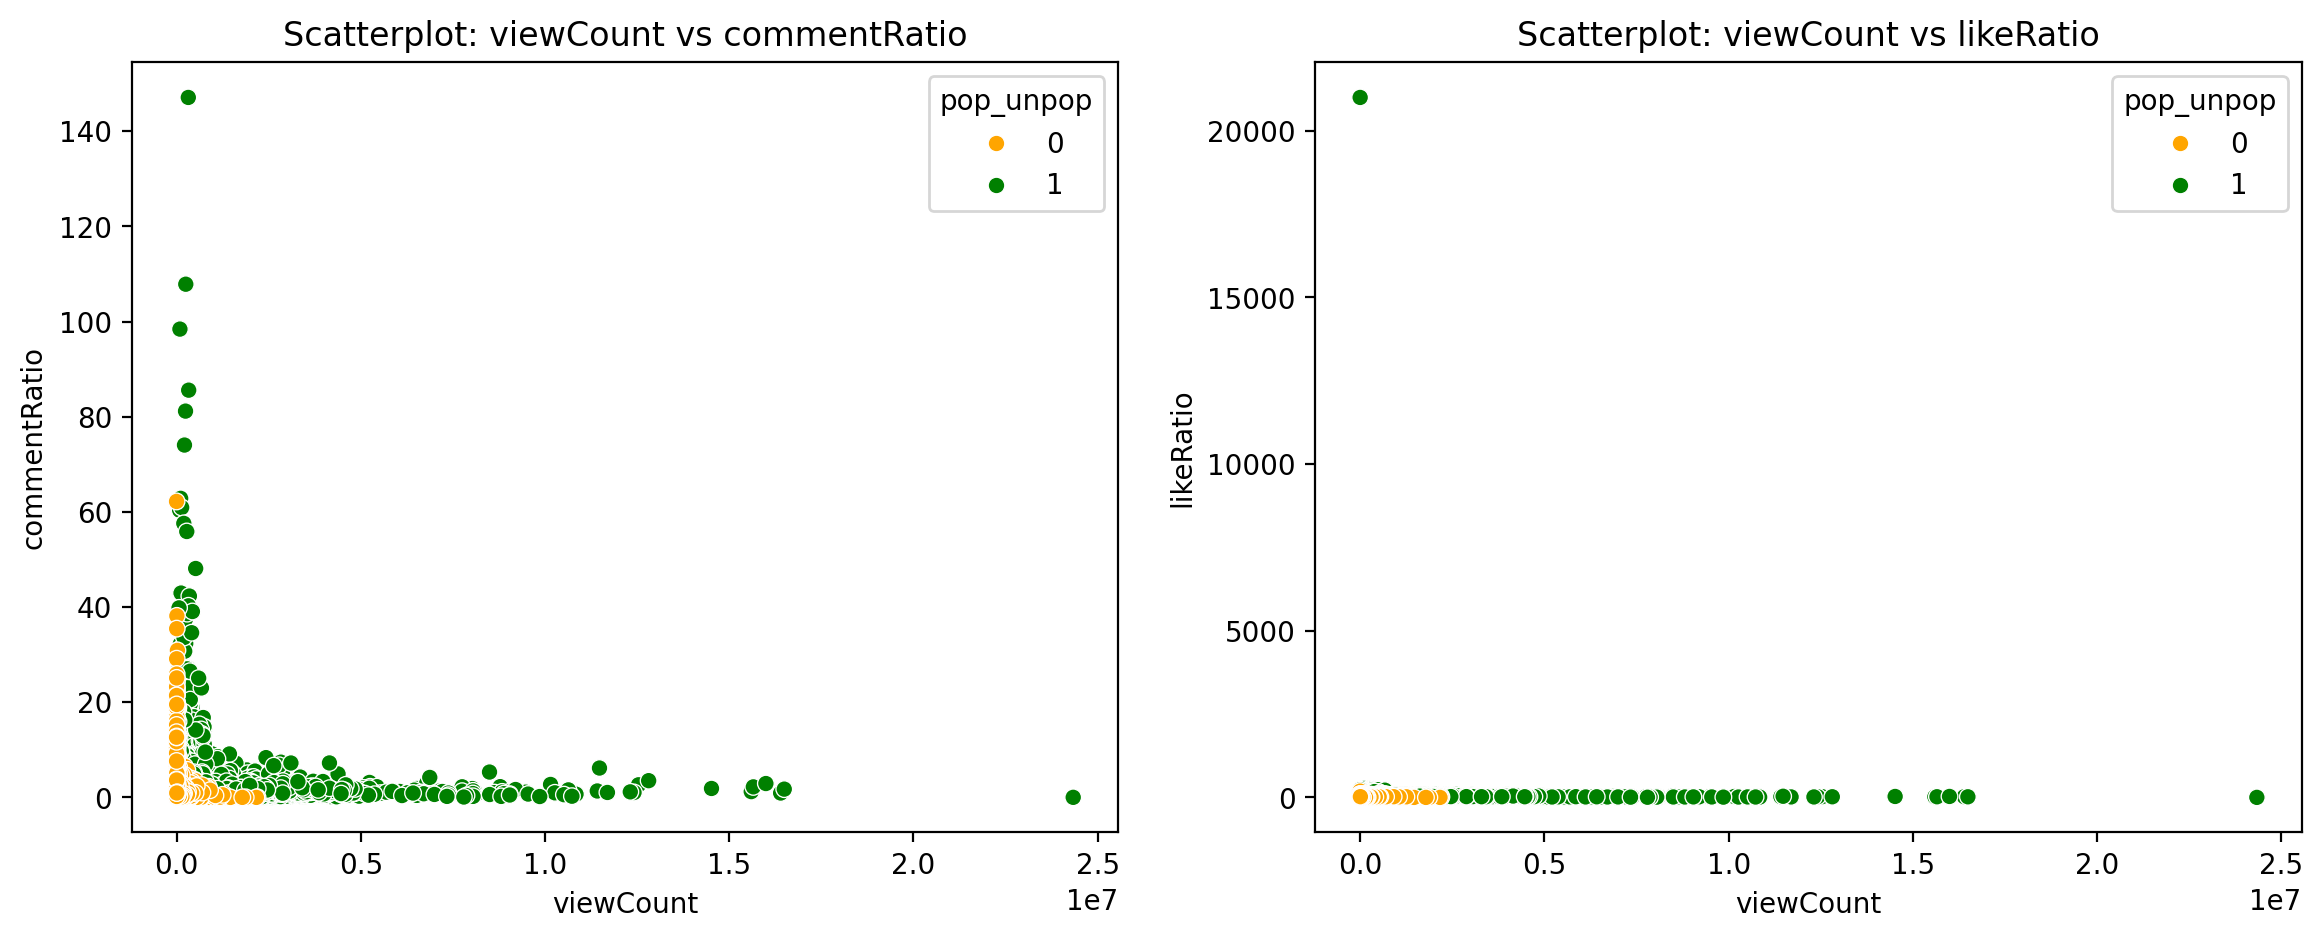 Scatterplot: viewCount vs commentRatio
pop_unpop
0
1
140
120
100
80
60
40
20
0
commentRatio
0.0 0.5 1.0 1.5 2.0 2.5
1e7
viewCount
Scatterplot: viewCount vs likeRatio
pop_unpop
0
1
20000
15000
10000
5000
0
likeRatio
0.0 0.5 1.0 1.5 2.0 2.5
1e7
viewCount